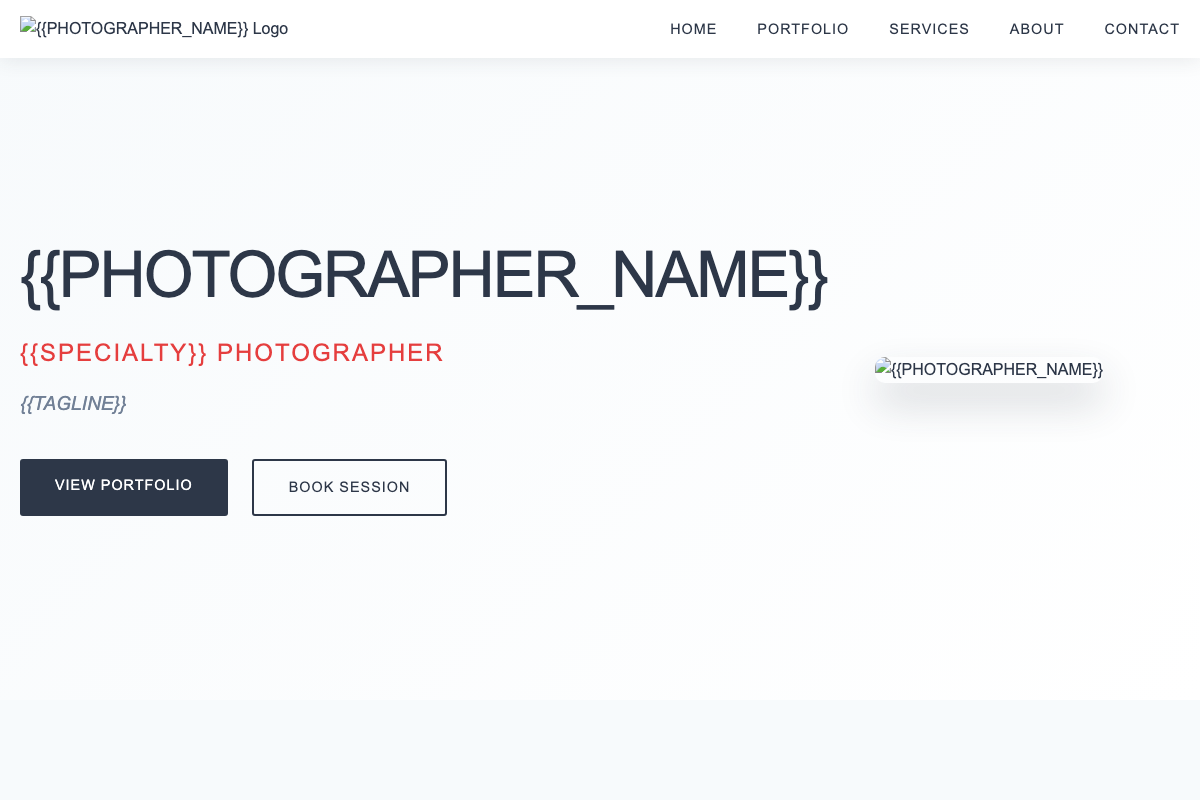 {{PHOTOGRAPHER_NAME}} Logo
HOME PORTFOLIO SERVICES ABOUT CONTACT
{{PHOTOGRAPHER_NAME}}
{{SPECIALTY}} PHOTOGRAPHER
{{TAGLINE}}
VIEW PORTFOLIO
BOOK SESSION
{{PHOTOGRAPHER_NAME}}